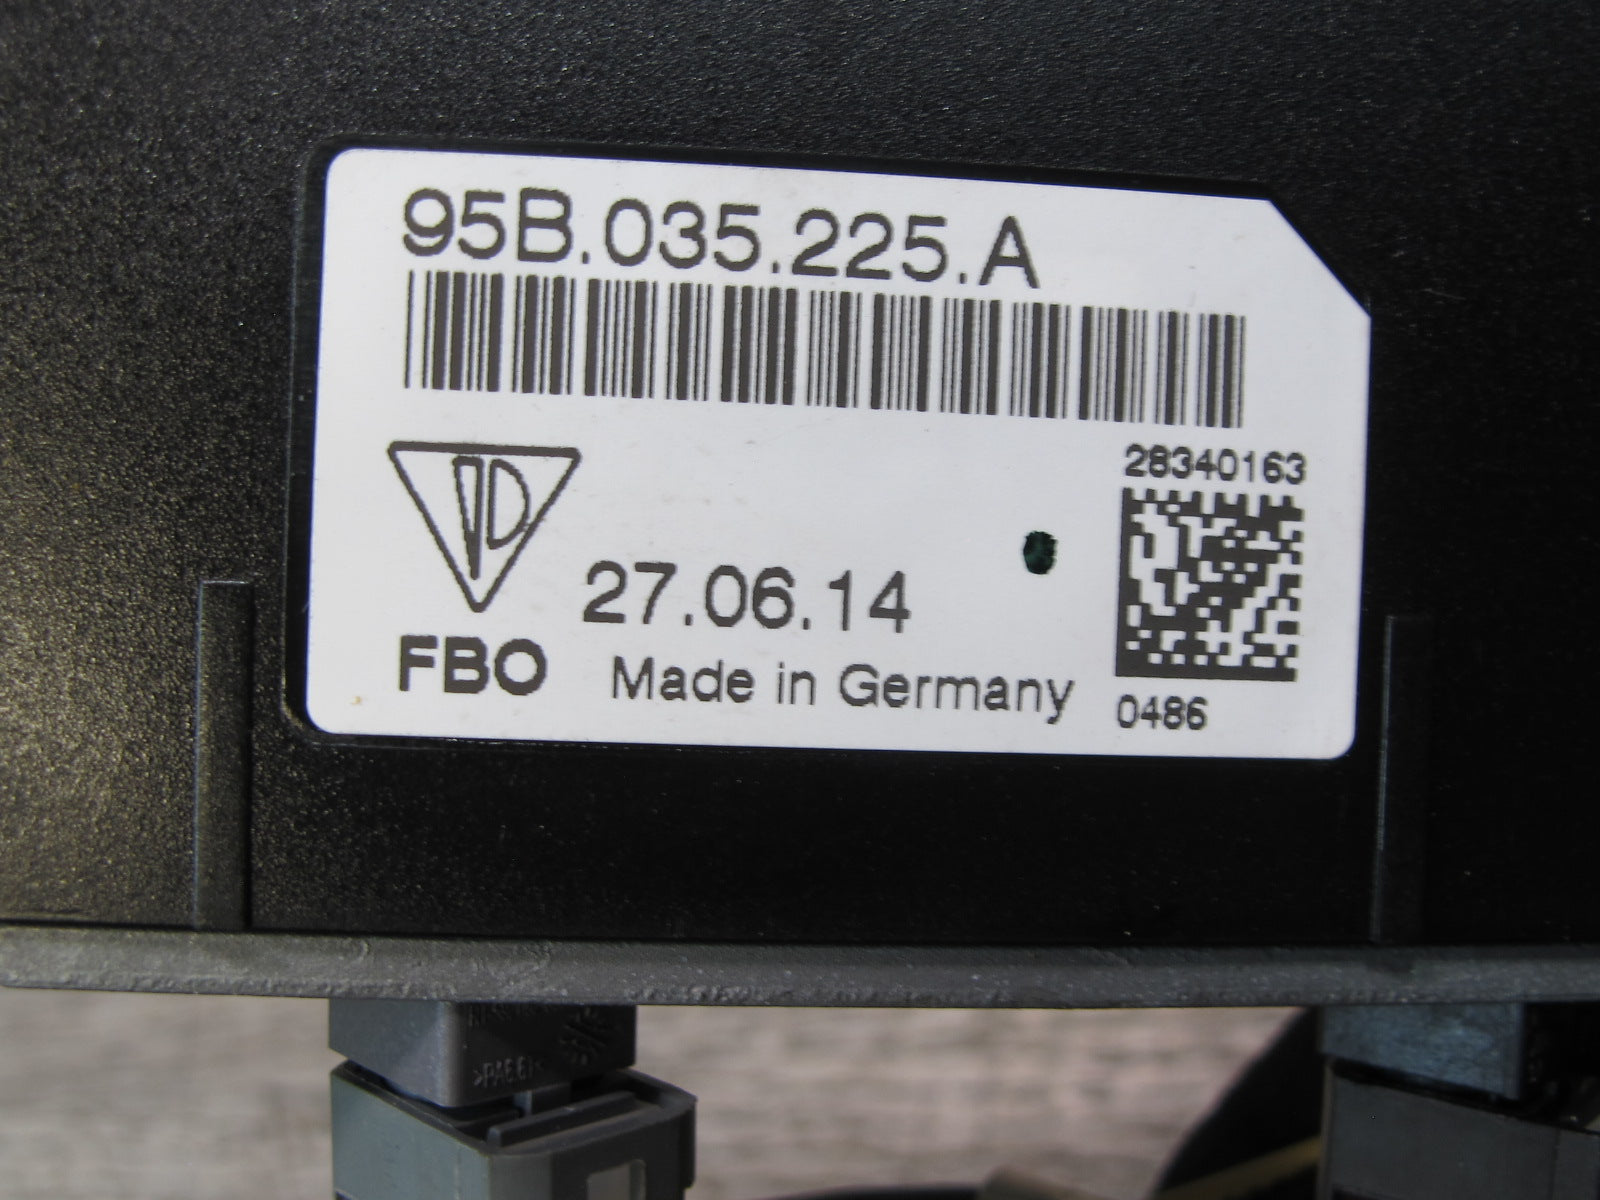 95B.035.225.A
28340163
27.06.14
FBO
Made in Germany
0486